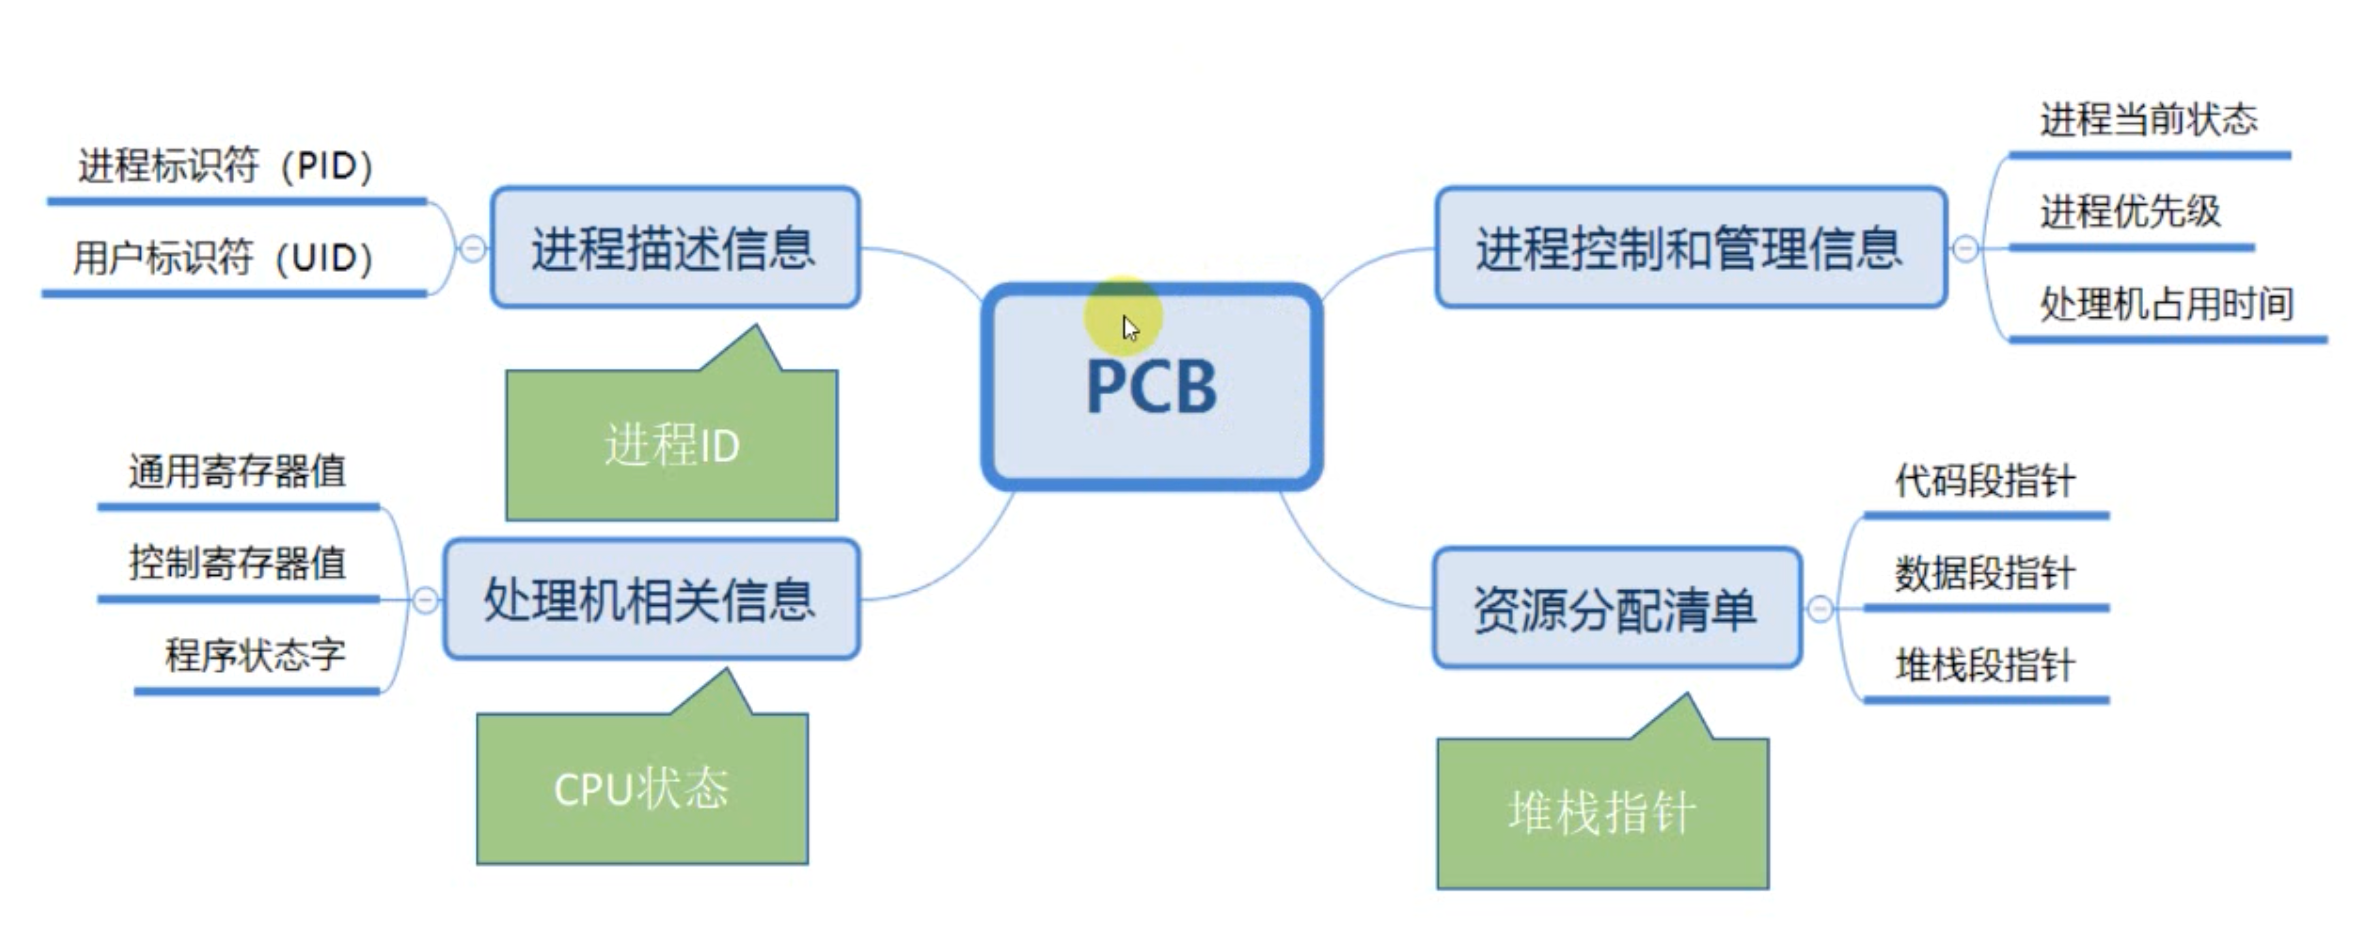 进程标识符（PID）
用户标识符（UID）
进程描述信息
进程ID
通用寄存器值
控制寄存器值
程序状态字
处理机相关信息
CPU状态
PCB
进程控制和管理信息
进程当前状态
进程优先级
处理机占用时间
资源分配清单
代码段指针
数据段指针
堆栈段指针
堆栈指针